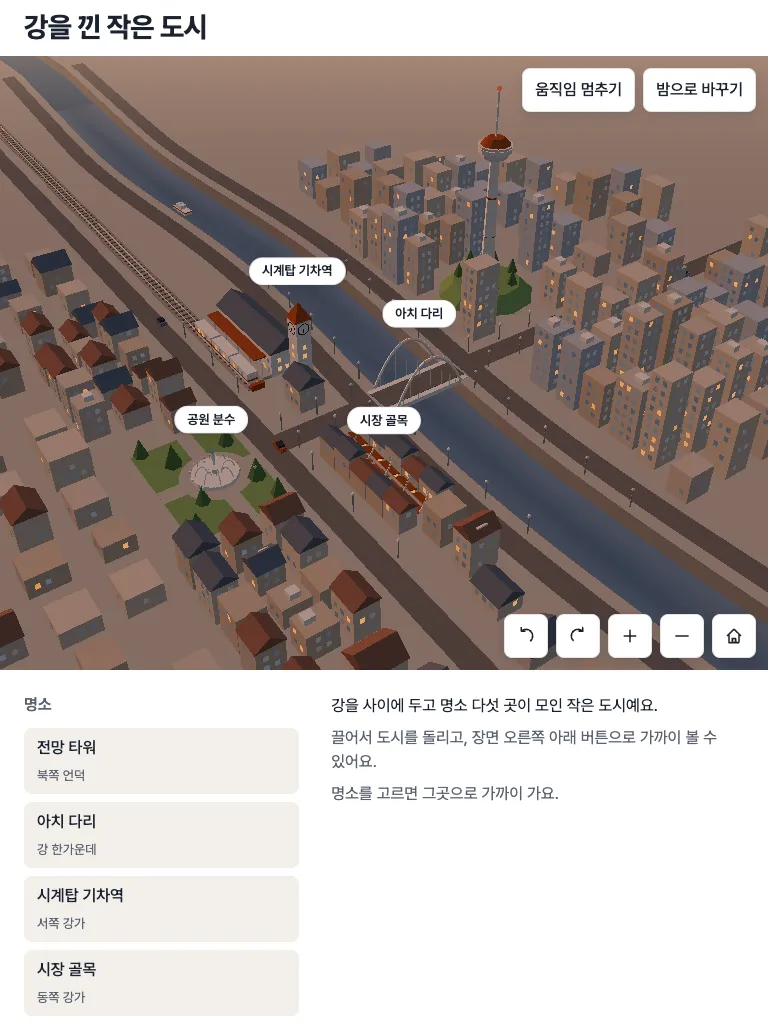 강을 낀 작은 도시
움직임 멈추기
밤으로 바꾸기
시계탑 기차역
아치 다리
공원 분수
시장 골목
명소
전망 타워
북쪽 언덕
아치 다리
강 한가운데
시계탑 기차역
서쪽 강가
시장 골목
동쪽 강가
강을 사이에 두고 명소 다섯 곳이 모인 작은 도시예요.
끌어서 도시를 돌리고, 장면 오른쪽 아래 버튼으로 가까이 볼 수
있어요.
명소를 고르면 그곳으로 가까이 가요.